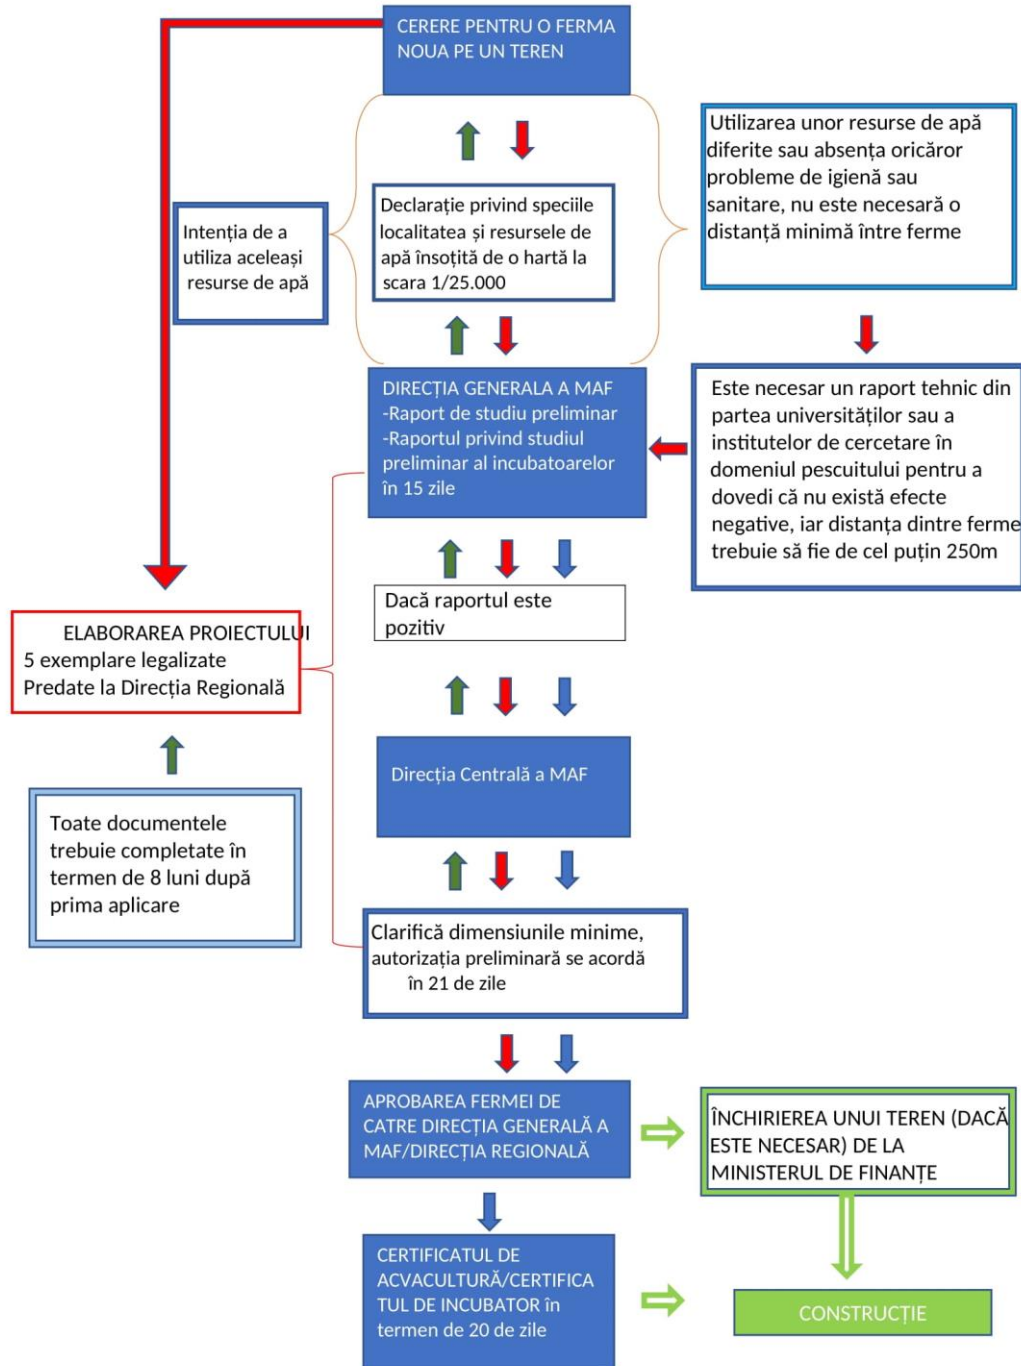 CERERE PENTRU O FERMA
NOUA PE UN TEREN
Utilizarea unor resurse de apă
diferite sau absența oricăror
probleme de igienă sau
sanitare, nu este necesară o
distanță minimă între ferme
Declarație privind speciile
localitatea și resursele de
apă însoțită de o hartă la
scara 1/25.000
Intenția de a
utiliza aceleași
resurse de apă
DIRECȚIA GENERALA A MAF
-Raport de studiu preliminar
-Raportul privind studiul
preliminar al incubatoarelor
în 15 zile
Este necesar un raport tehnic din
partea universităților sau a
institutelor de cercetare în
domeniul pescuitului pentru a
dovedi că nu există efecte
negative, iar distanța dintre ferme
trebuie să fie de cel puțin 250m
Dacă raportul este
pozitiv
ELABORAREA PROIECTULUI
5 exemplare legalizate
Predate la Direcția Regională
Direcția Centrală a MAF
Toate documentele
trebuie completate în
termen de 8 luni după
prima aplicare
Clarifică dimensiunile minime,
autorizația preliminară se acordă
în 21 de zile
APROBAREA FERMEI DE
CATRE DIRECȚIA GENERALĂ A
MAF/DIRECȚIA REGIONALĂ
ÎNCHIRIEREA UNUI TEREN (DACĂ
ESTE NECESAR) DE LA
MINISTERUL DE FINANȚE
CERTIFICATUL DE
ACVACULTURĂ/CERTIFICA
TUL DE INCUBATOR în
termen de 20 de zile
CONSTRUCȚIE